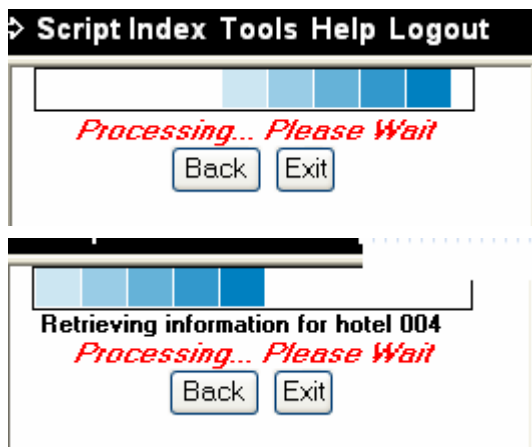 Script Index Tools Help Logout
Processing... Please Wait
Back Exit
Retrieving information for hotel 004
Processing... Please Wait
Back Exit